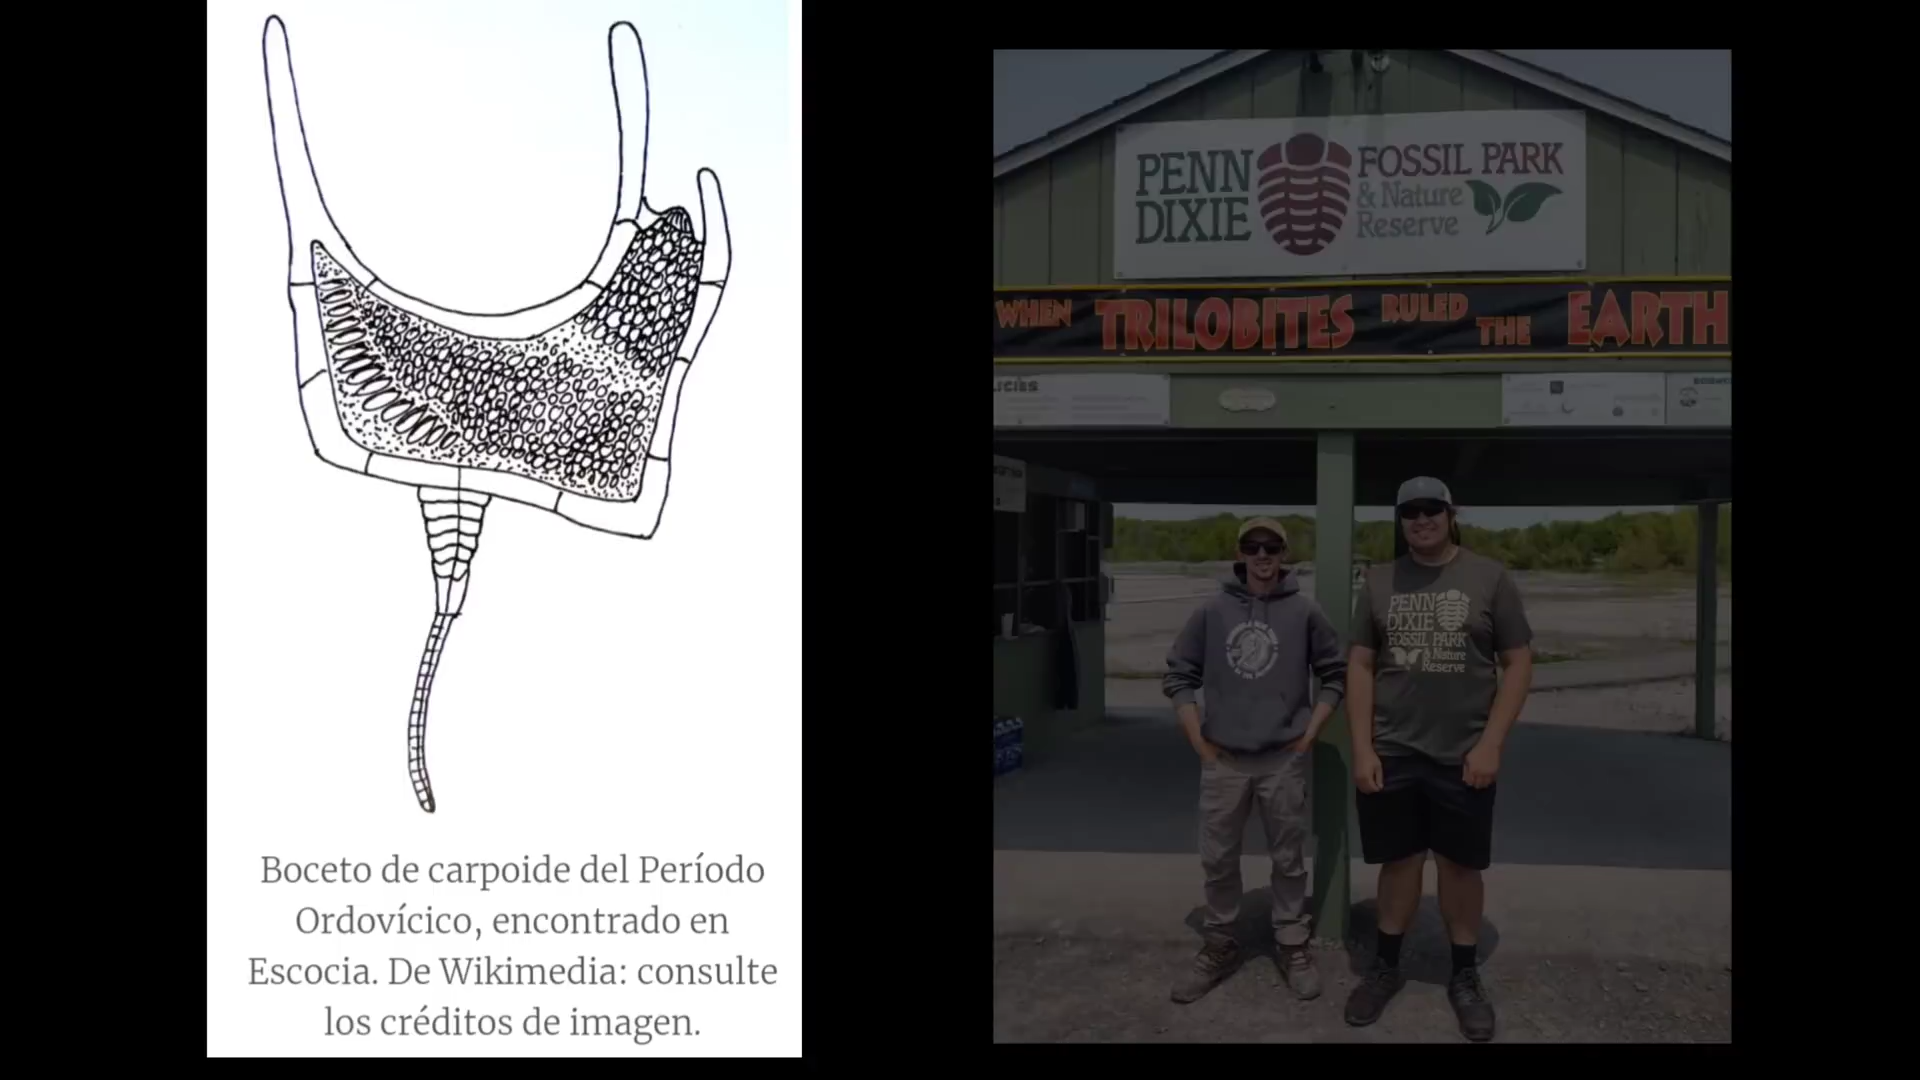 Boceto de carpoide del Período
Ordovícico, encontrado en
Escocia. De Wikimedia: consulte
los créditos de imagen.
PENN DIXIE
FOSSIL PARK
& Nature
Reserve
WHEN TRILOBITES RULED THE EARTH
PENN
DIXIE
FOSSIL PARK
& Nature
Reserve